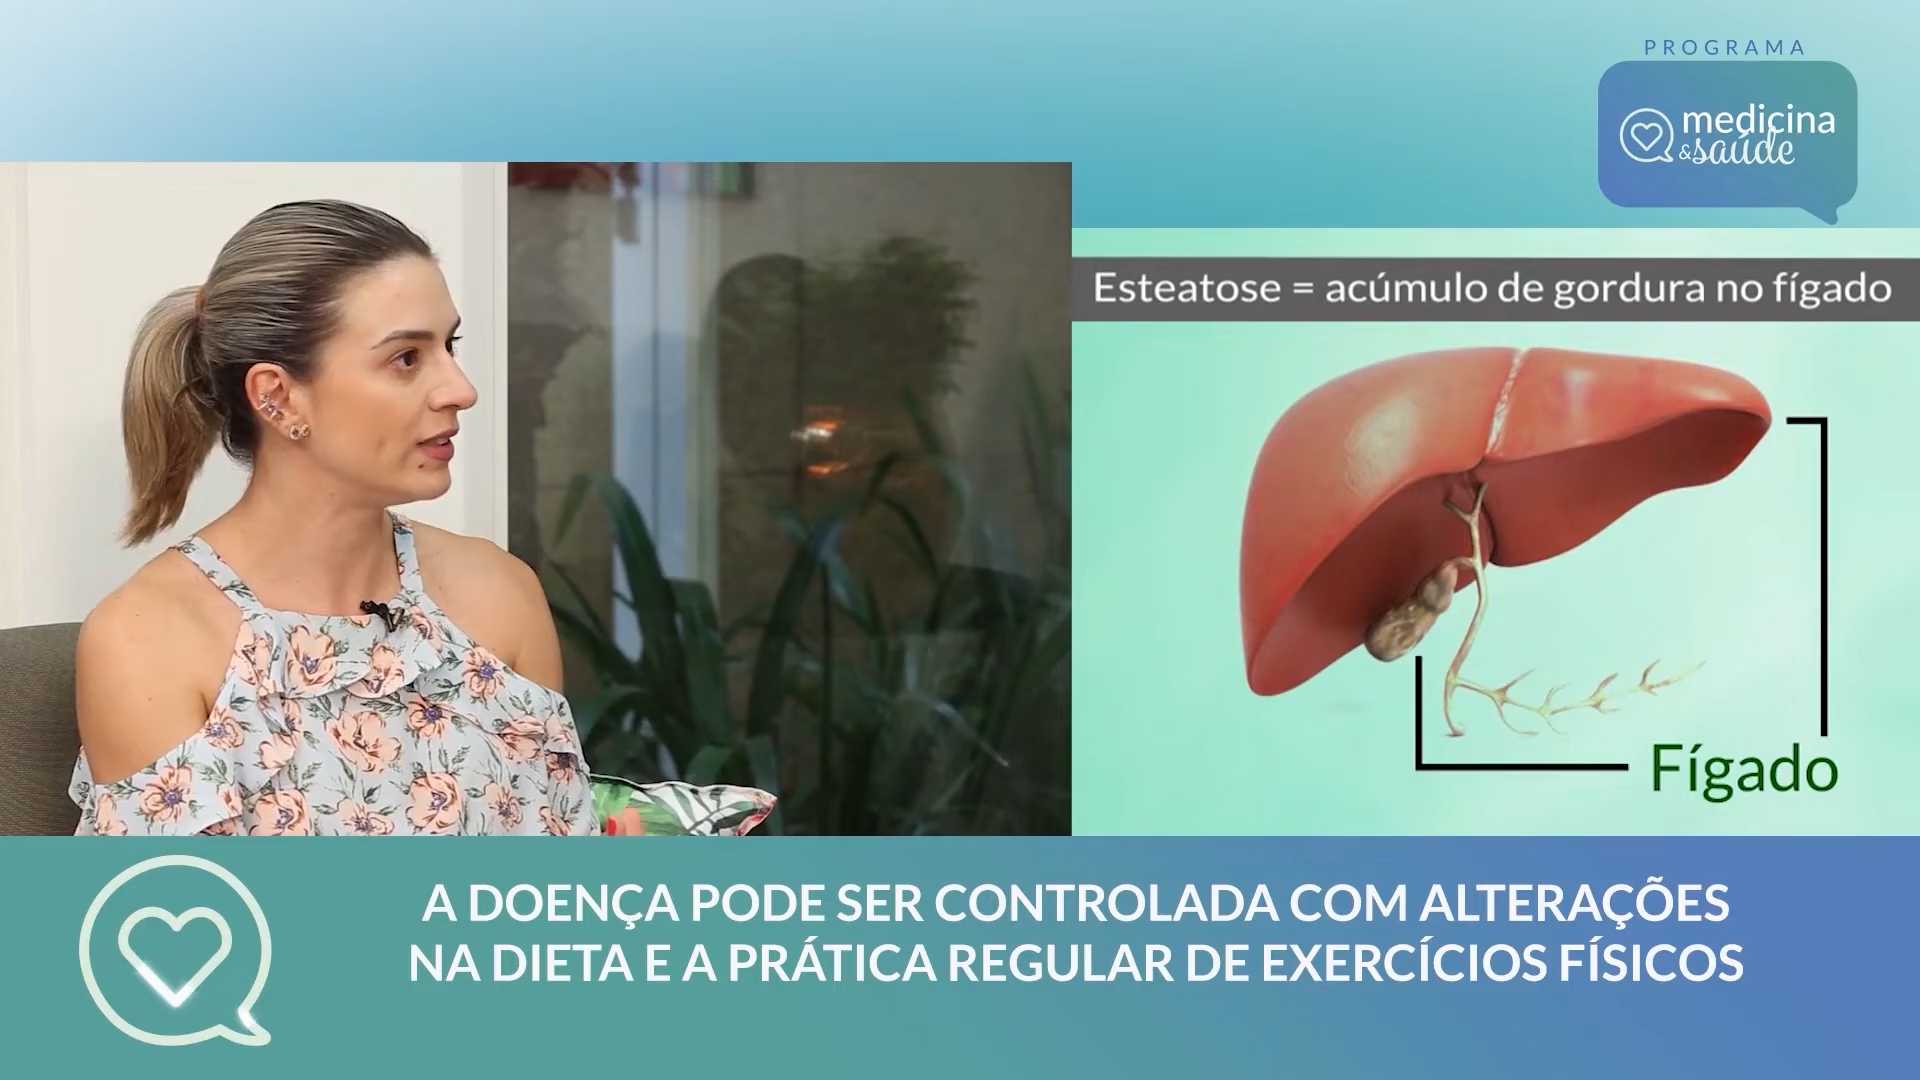 PROGRAMA
medicina
&saúde
Esteatose = acúmulo de gordura no fígado
Fígado
A DOENÇA PODE SER CONTROLADA COM ALTERAÇÕES
NA DIETA E A PRÁTICA REGULAR DE EXERCÍCIOS FÍSICOS